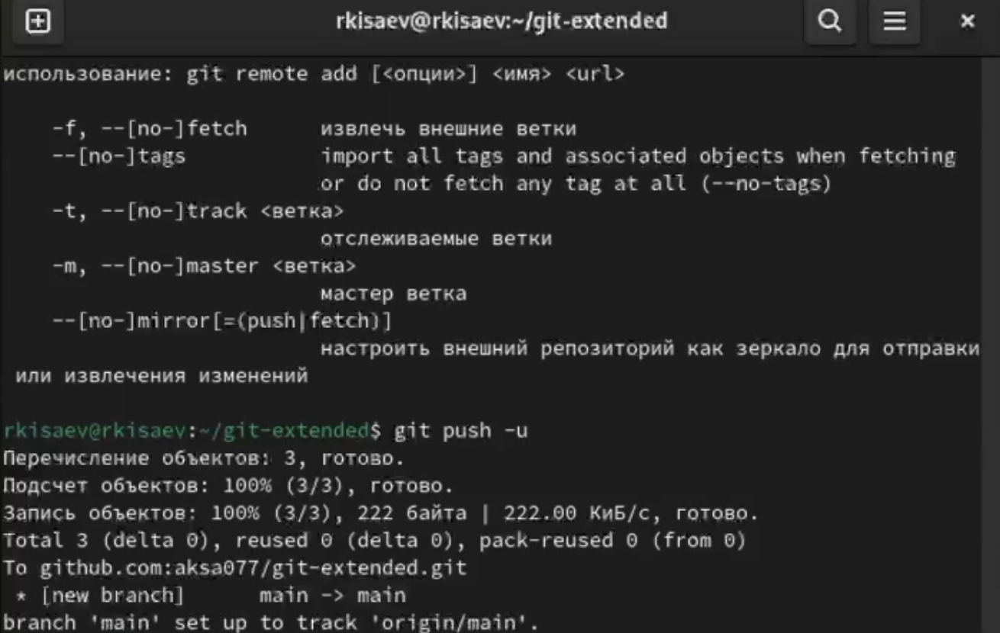 rkisaev@rkisaev:~/git-extended
использование: git remote add [<опции>] <имя> <url>
-f, --[no-]fetch извлечь внешние ветки
--[no-]tags import all tags and associated objects when fetching
or do not fetch any tag at all (--no-tags)
-t, --[no-]track <ветка>
отслеживаемые ветки
-m, --[no-]master <ветка>
мастер ветка
--[no-]mirror[=(push|fetch)]
настроить внешний репозиторий как зеркало для отправки
или извлечения изменений
rkisaev@rkisaev:~/git-extended$ git push -u
Перечисление объектов: 3, готово.
Подсчет объектов: 100% (3/3), готово.
Запись объектов: 100% (3/3), 222 байта | 222.00 КиБ/с, готово.
Total 3 (delta 0), reused 0 (delta 0), pack-reused 0 (from 0)
To github.com:aksa077/git-extended.git
* [new branch] main -> main
branch 'main' set up to track 'origin/main'.